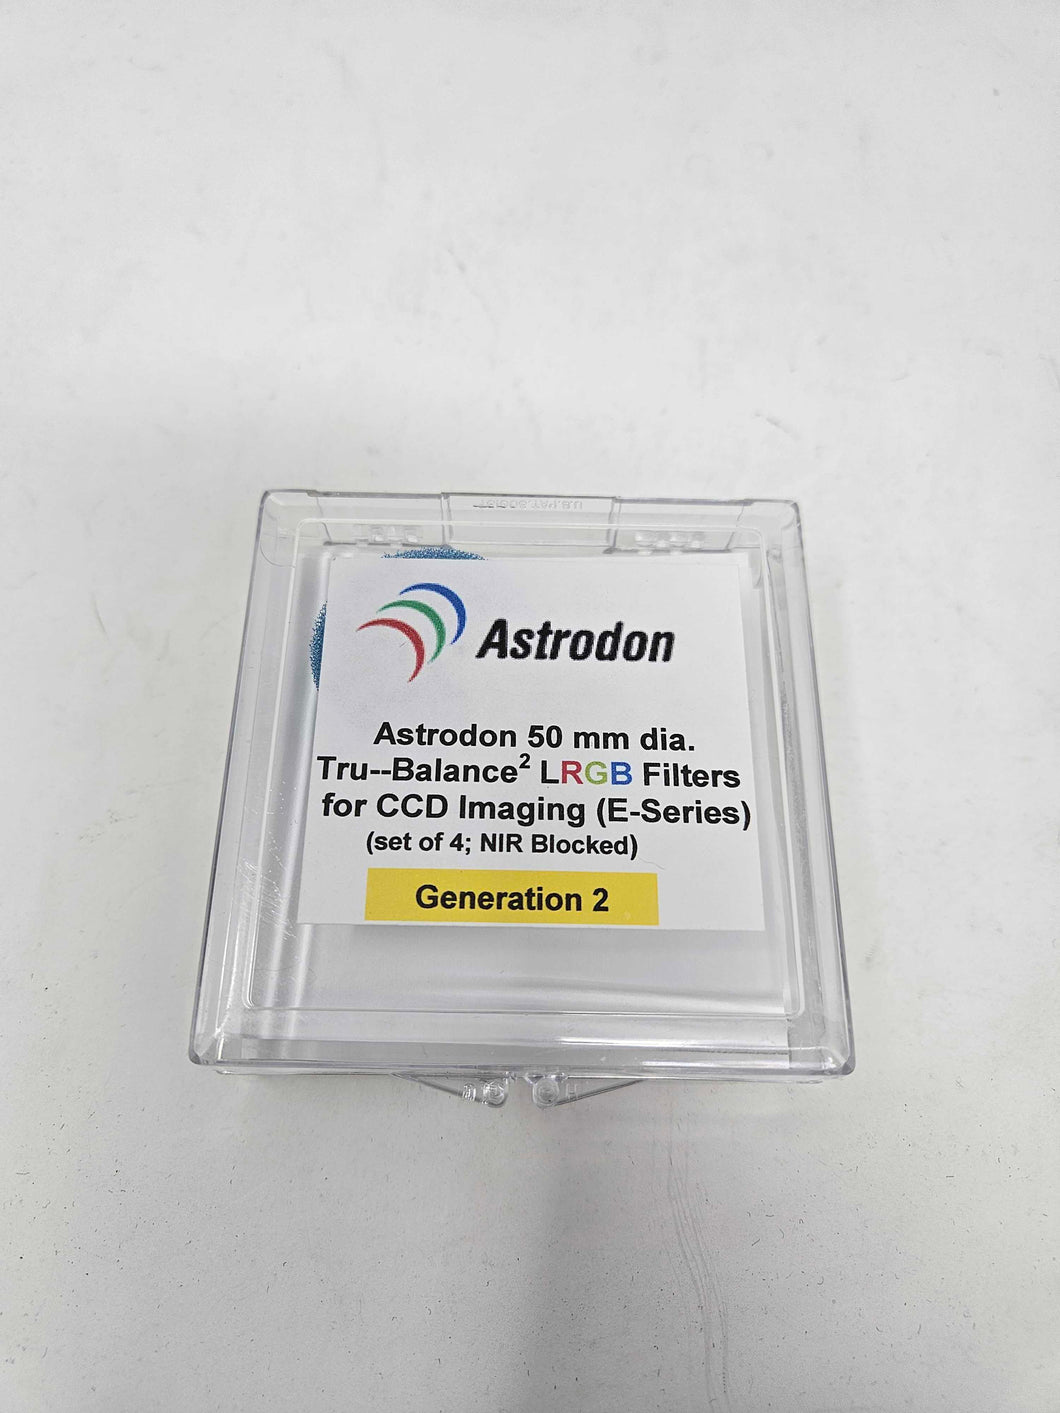 Astrodon
Astrodon 50 mm dia.
Tru--Balance² LRGB Filters
for CCD Imaging (E-Series)
(set of 4; NIR Blocked)
Generation 2